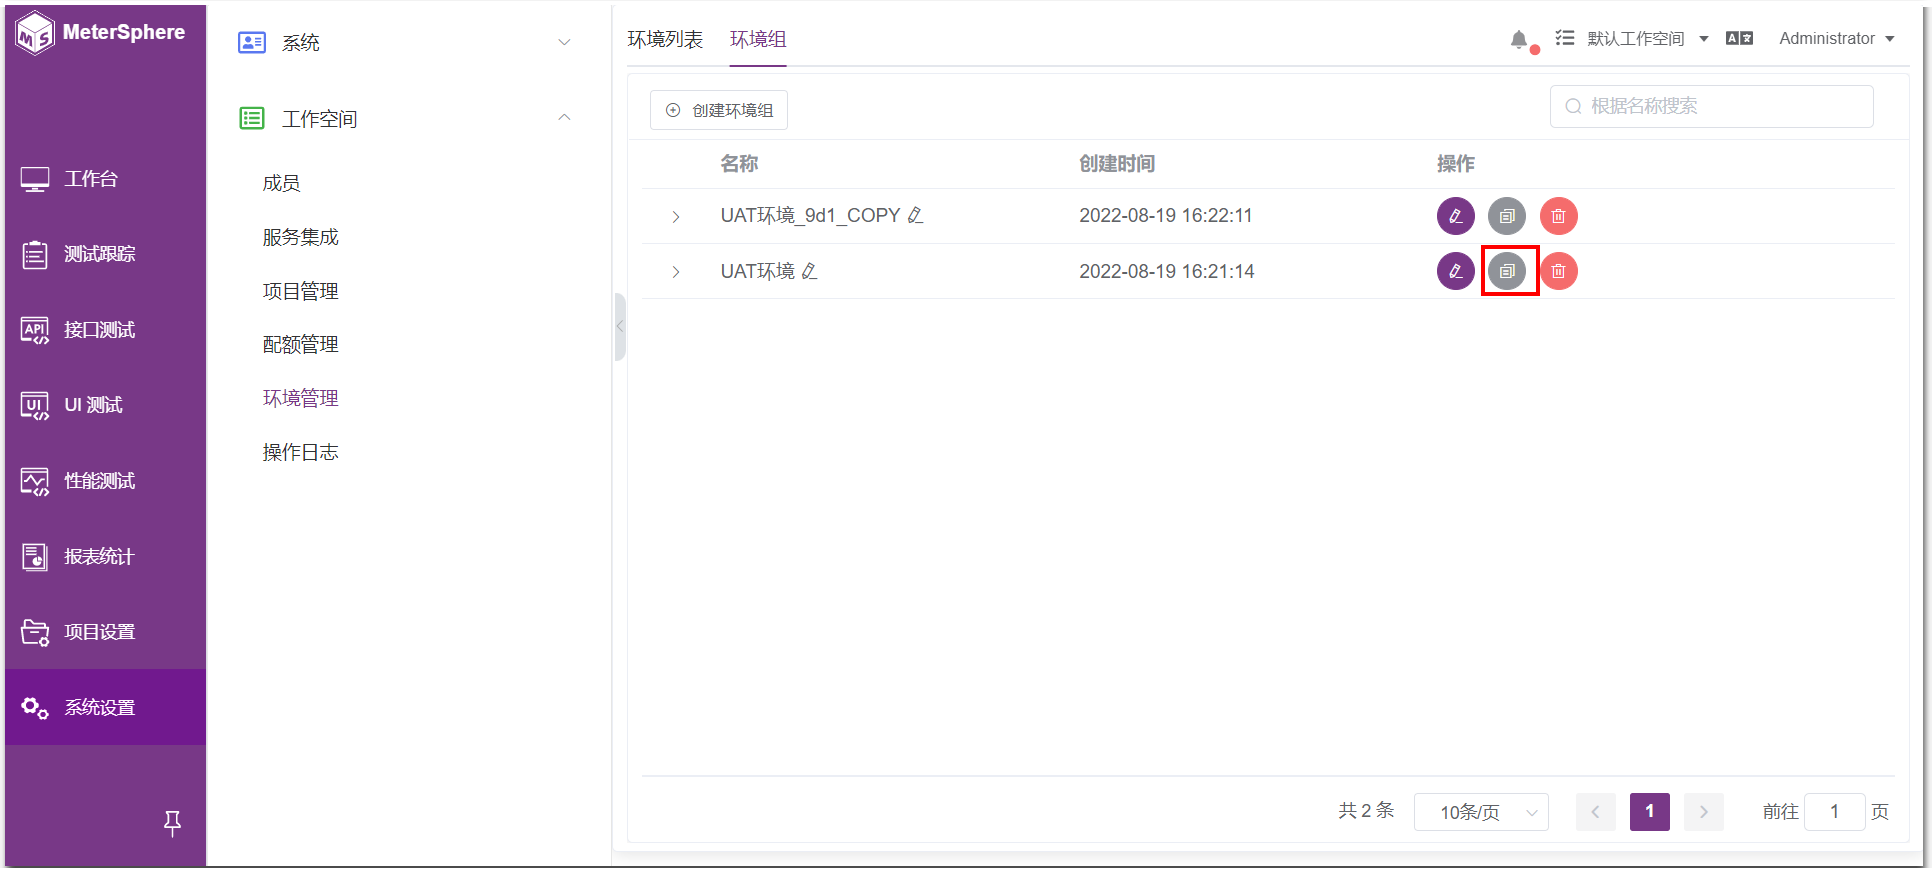 MeterSphere
工作台
测试跟踪
API 接口测试
UI UI 测试
性能测试
报表统计
项目设置
系统设置
系统
工作空间
成员
服务集成
项目管理
配额管理
环境管理
操作日志
环境列表 环境组
默认工作空间 Administrator
创建环境组 根据名称搜索
名称 创建时间 操作
UAT环境_9d1_COPY 2022-08-19 16:22:11
UAT环境 2022-08-19 16:21:14
共 2 条 10条/页 1 前往 1 页